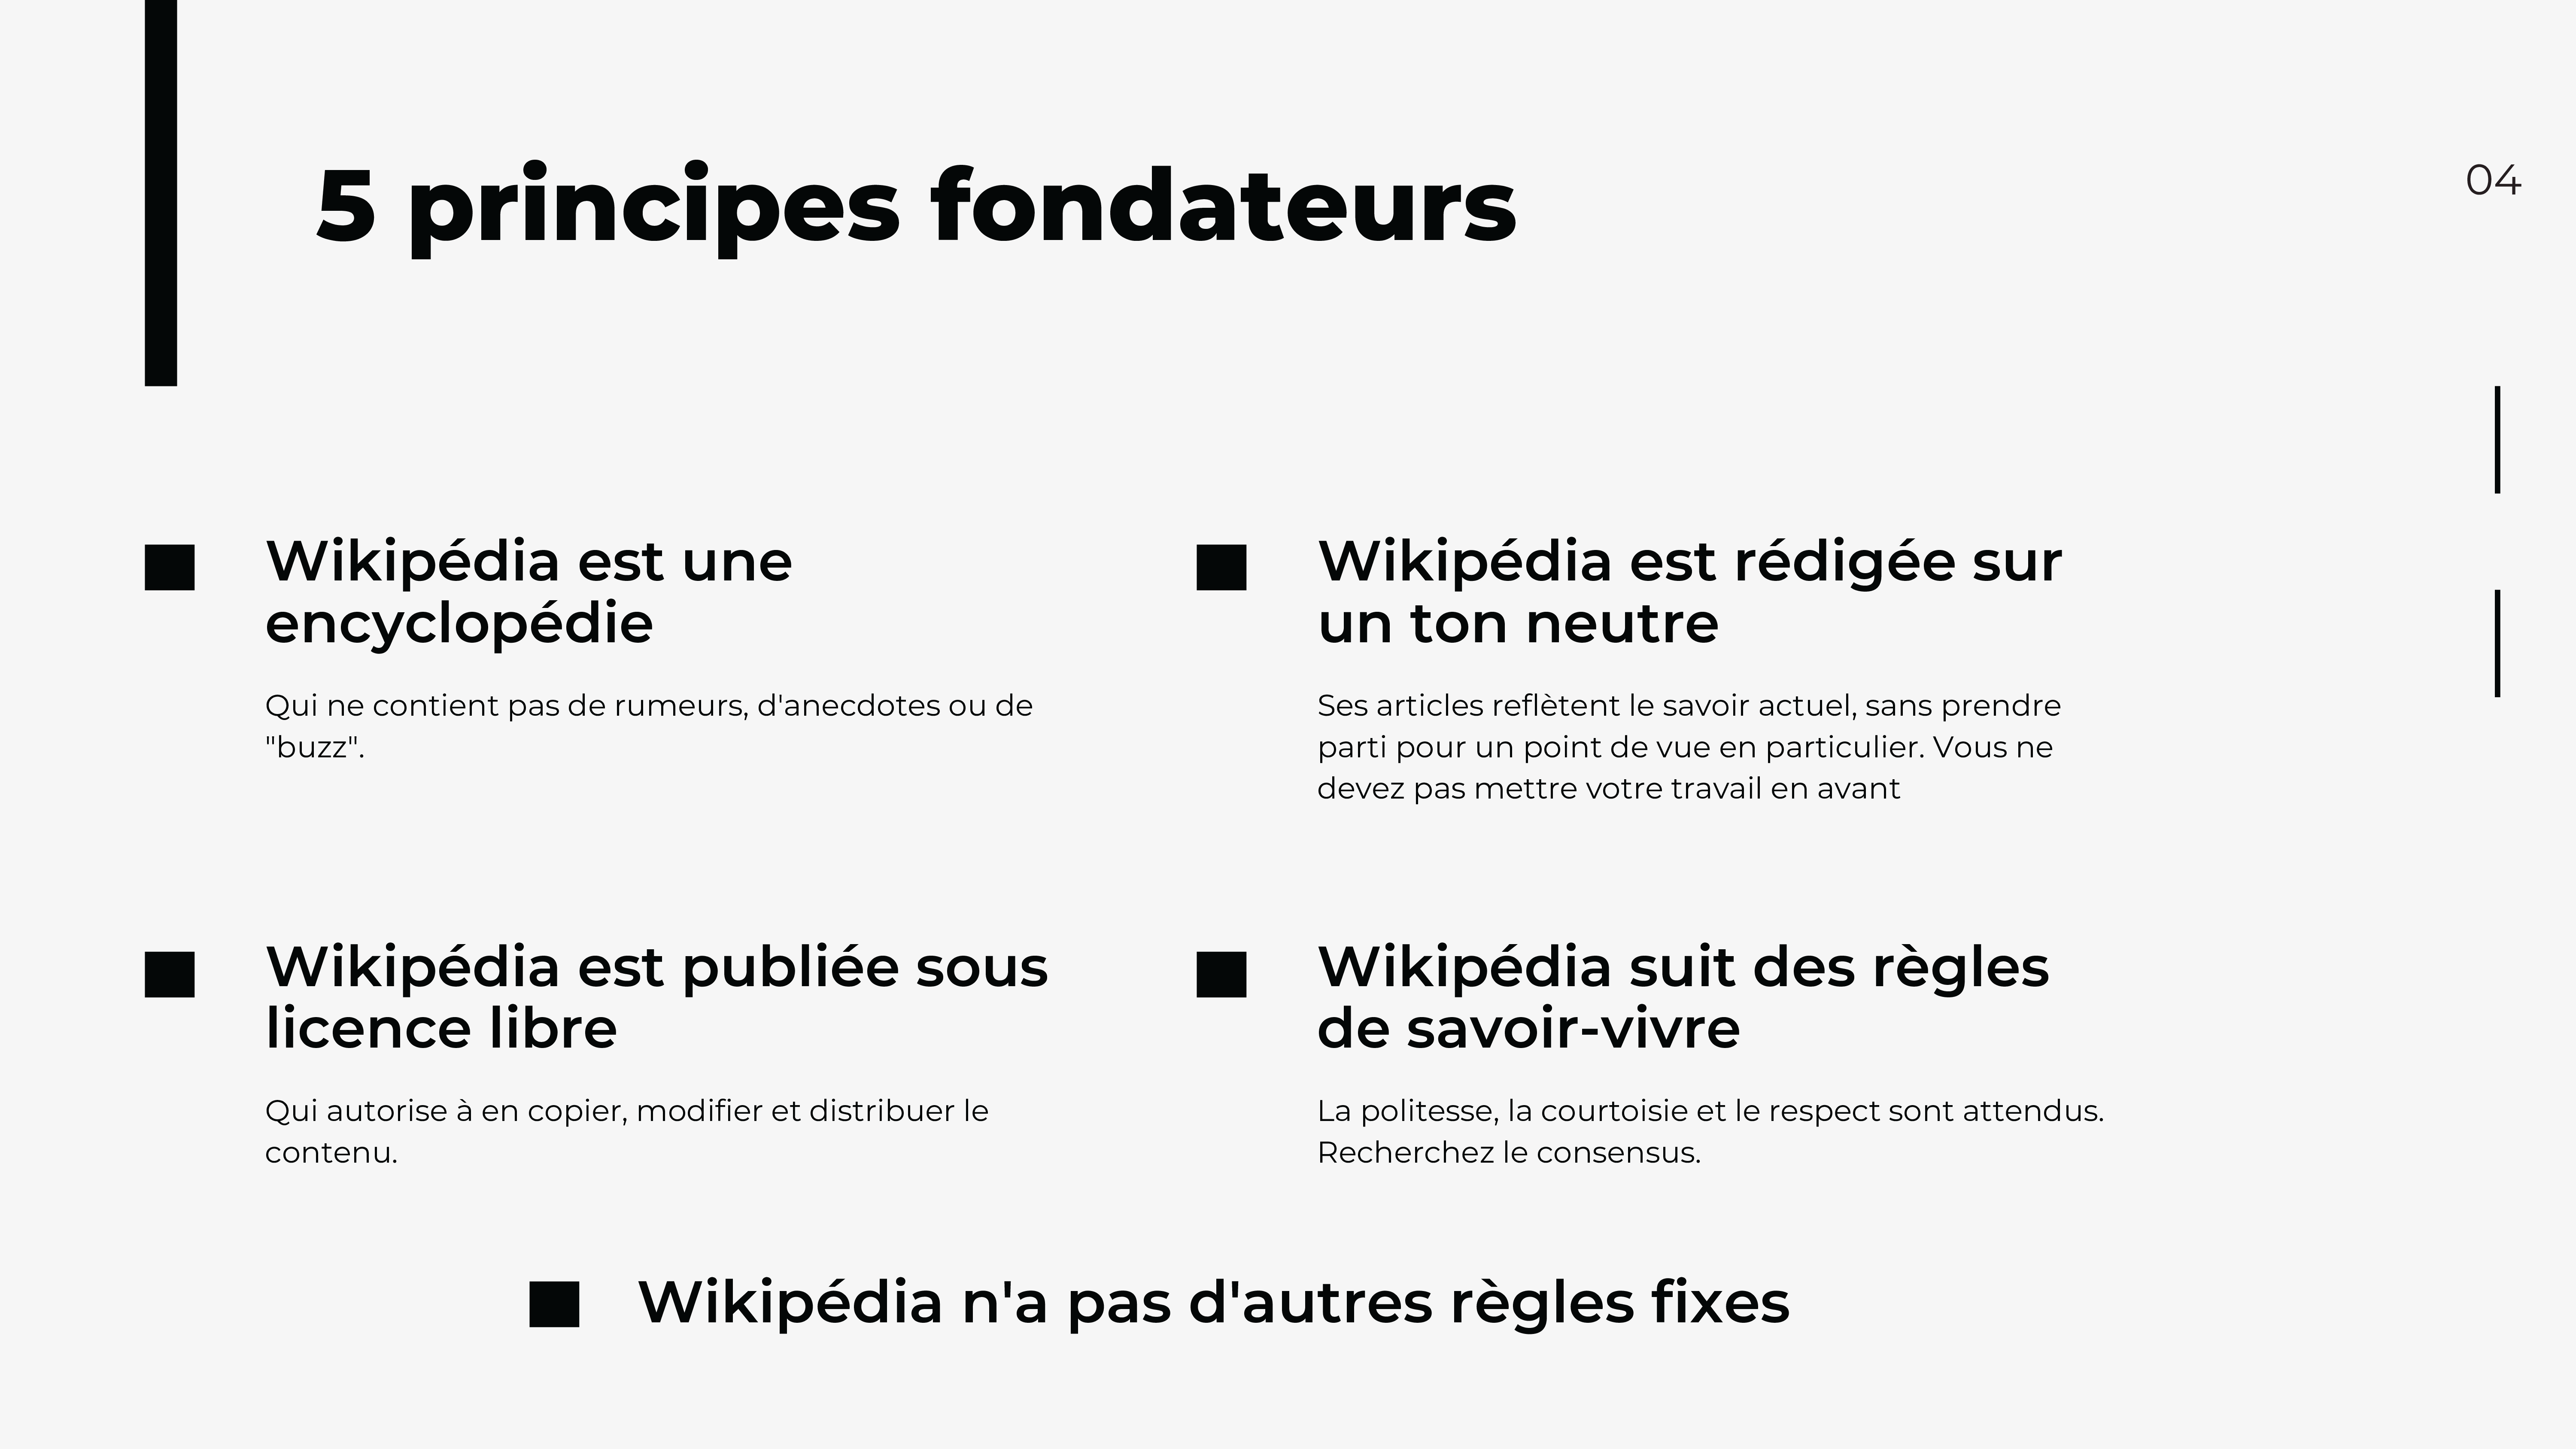 5 principes fondateurs
04
Wikipédia est une
encyclopédie
Qui ne contient pas de rumeurs, d'anecdotes ou de
"buzz".
Wikipédia est rédigée sur
un ton neutre
Ses articles reflètent le savoir actuel, sans prendre
parti pour un point de vue en particulier. Vous ne
devez pas mettre votre travail en avant
Wikipédia est publiée sous
licence libre
Qui autorise à en copier, modifier et distribuer le
contenu.
Wikipédia suit des règles
de savoir-vivre
La politesse, la courtoisie et le respect sont attendus.
Recherchez le consensus.
Wikipédia n'a pas d'autres règles fixes